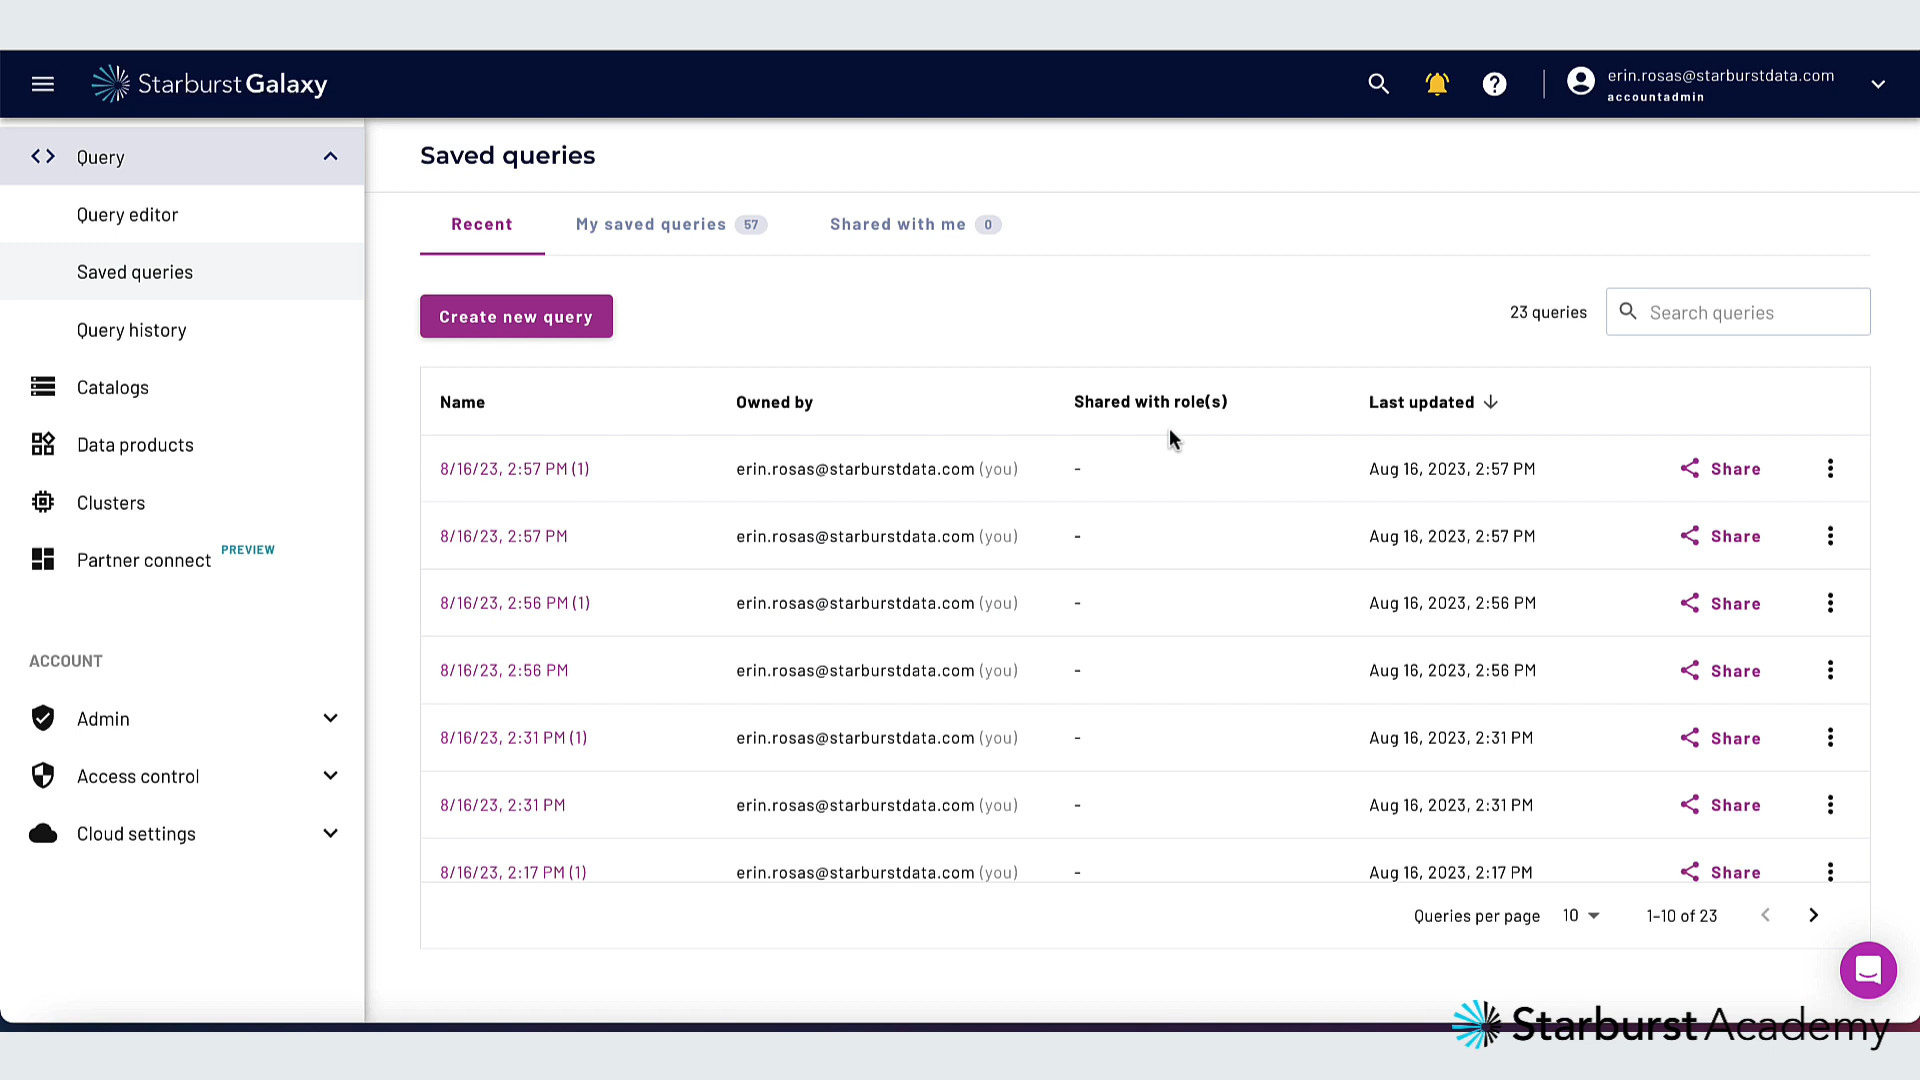 Starburst Galaxy
erin.rosas@starburstdata.com
accountadmin
Query
Query editor
Saved queries
Query history
Catalogs
Data products
Clusters
Partner connect PREVIEW
ACCOUNT
Admin
Access control
Cloud settings
Saved queries
Recent My saved queries 57 Shared with me 0
Create new query 23 queries Search queries
Name Owned by Shared with role(s) Last updated
8/16/23, 2:57 PM (1) erin.rosas@starburstdata.com (you) - Aug 16, 2023, 2:57 PM Share
8/16/23, 2:57 PM erin.rosas@starburstdata.com (you) - Aug 16, 2023, 2:57 PM Share
8/16/23, 2:56 PM (1) erin.rosas@starburstdata.com (you) - Aug 16, 2023, 2:56 PM Share
8/16/23, 2:56 PM erin.rosas@starburstdata.com (you) - Aug 16, 2023, 2:56 PM Share
8/16/23, 2:31 PM (1) erin.rosas@starburstdata.com (you) - Aug 16, 2023, 2:31 PM Share
8/16/23, 2:31 PM erin.rosas@starburstdata.com (you) - Aug 16, 2023, 2:31 PM Share
8/16/23, 2:17 PM (1) erin.rosas@starburstdata.com (you) - Aug 16, 2023, 2:17 PM Share
Queries per page 10 1-10 of 23
Starburst Academy